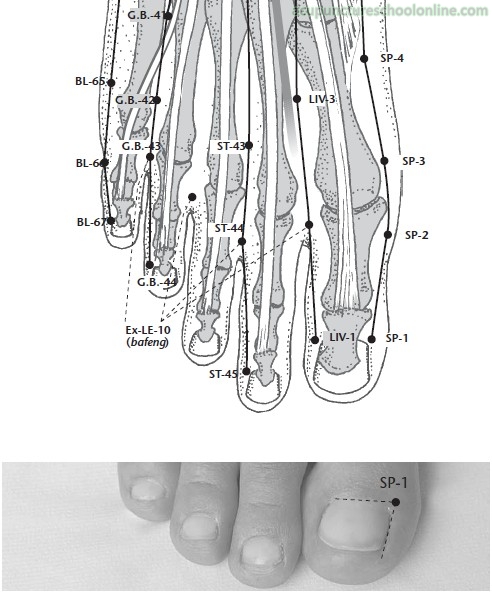 acupunctureschoolonline.com
G.B.-41
SP-4
BL-65
G.B.-42
LIV-3
G.B.-43
ST-43
BL-66
SP-3
BL-67
ST-44
SP-2
G.B.-44
Ex-LE-10
(bafeng)
LIV-1
SP-1
ST-45
SP-1